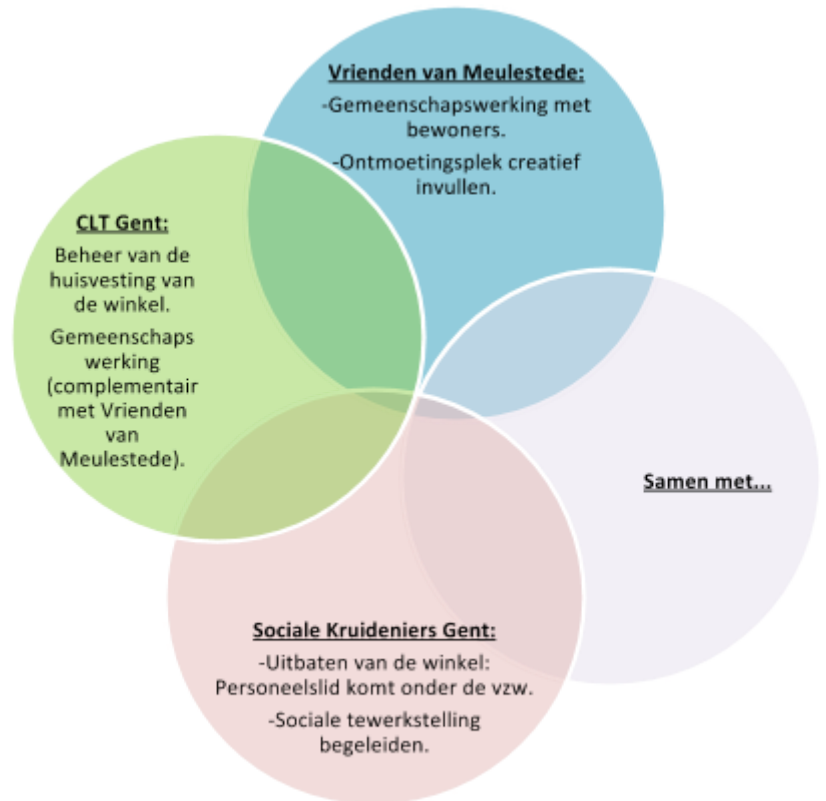 Vrienden van Meulestede:
-Gemeenschapswerking met
bewoners.
-Ontmoetingsplek creatief
invullen.
CLT Gent:
Beheer van de
huisvesting van
de winkel.
Gemeenschaps
werking
(complementair
met Vrienden
van
Meulestede).
Samen met...
Sociale Kruideniers Gent:
-Uitbaten van de winkel:
Personeelslid komt onder de vzw.
-Sociale tewerkstelling
begeleiden.